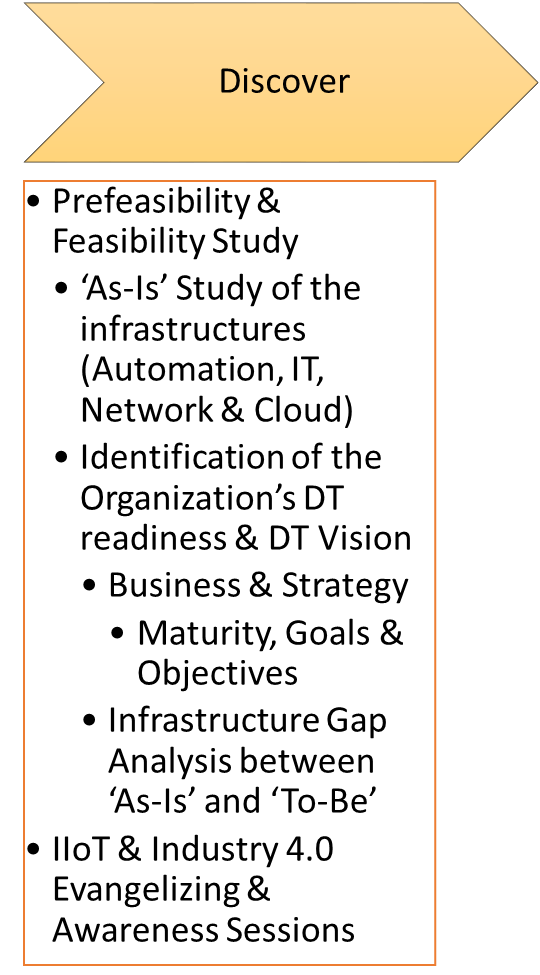 Discover
• Prefeasibility &
Feasibility Study
• ‘As-Is’ Study of the
infrastructures
(Automation, IT,
Network & Cloud)
• Identification of the
Organization’s DT
readiness & DT Vision
• Business & Strategy
• Maturity, Goals &
Objectives
• Infrastructure Gap
Analysis between
‘As-Is’ and ‘To-Be’
• IIoT & Industry 4.0
Evangelizing &
Awareness Sessions